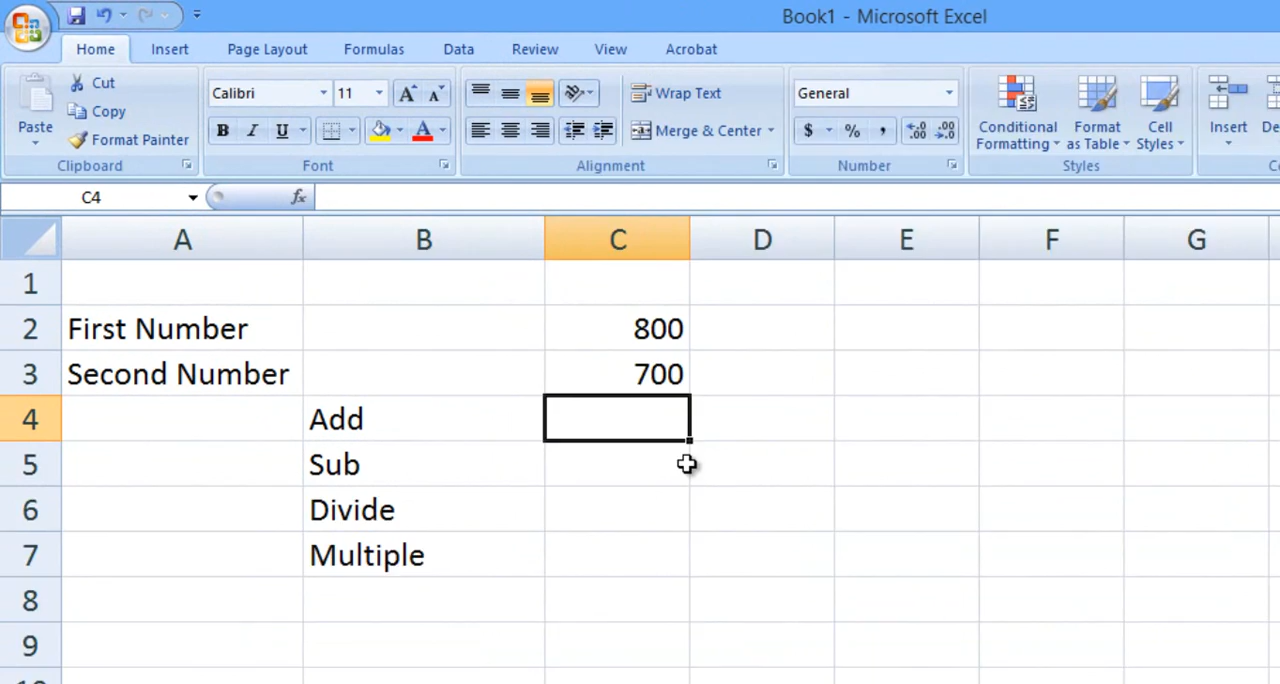 Book1 - Microsoft Excel
Home Insert Page Layout Formulas Data Review View Acrobat
Paste
Cut
Copy
Format Painter
Clipboard
Calibri 11 A A
B I U A
Font
Wrap Text
Merge & Center
Alignment
General
$ % , .0 .00 .00 .0
Number
Conditional Formatting
Format as Table
Cell Styles
Styles
Insert
C4 fx
A B C D E F G
1
2 First Number 800
3 Second Number 700
4 Add
5 Sub
6 Divide
7 Multiple
8
9